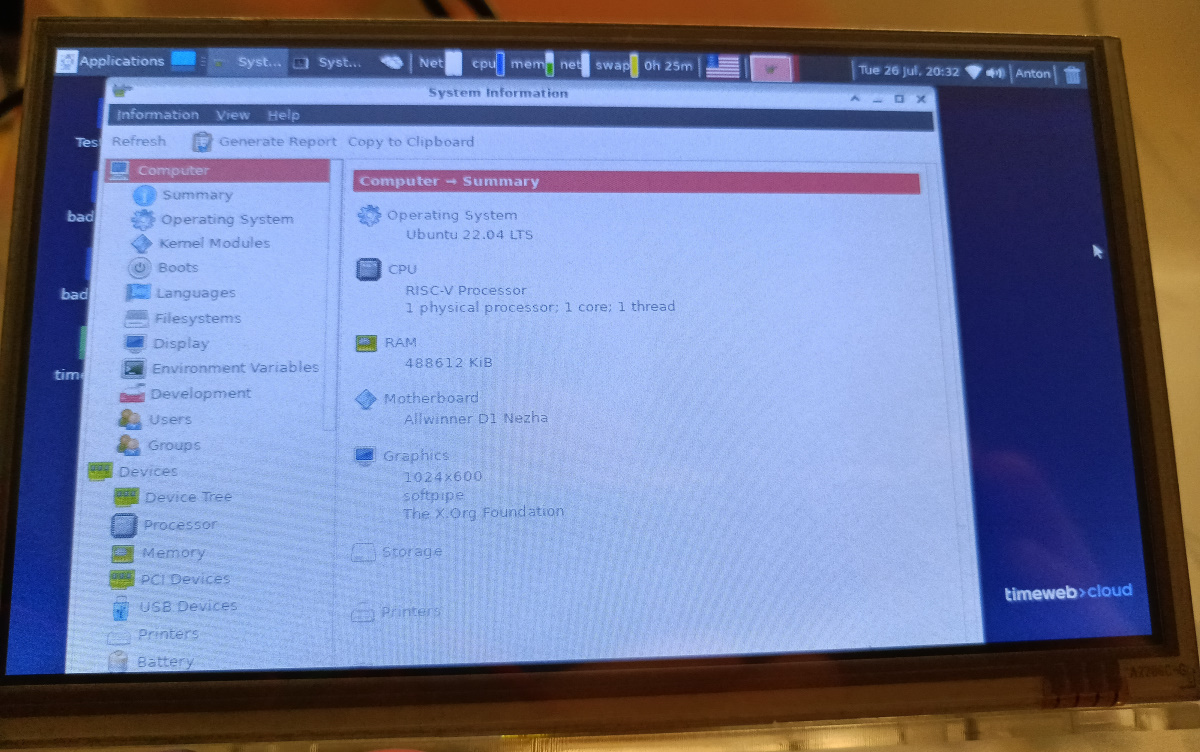 Applications Syst... Syst... Net cpu mem net swap 0h 25m Tue 26 Jul, 20:32 Anton
System Information
Information View Help
Refresh Generate Report Copy to Clipboard
Tes
bad
bad
tim
Computer
Summary
Operating System
Kernel Modules
Boots
Languages
Filesystems
Display
Environment Variables
Development
Users
Groups
Devices
Device Tree
Processor
Memory
PCI Devices
USB Devices
Printers
Battery
Computer → Summary
Operating System
Ubuntu 22.04 LTS
CPU
RISC-V Processor
1 physical processor; 1 core; 1 thread
RAM
488612 KiB
Motherboard
Allwinner D1 Nezha
Graphics
1024x600
softpipe
The X.Org Foundation
Storage
Printers
timeweb>cloud